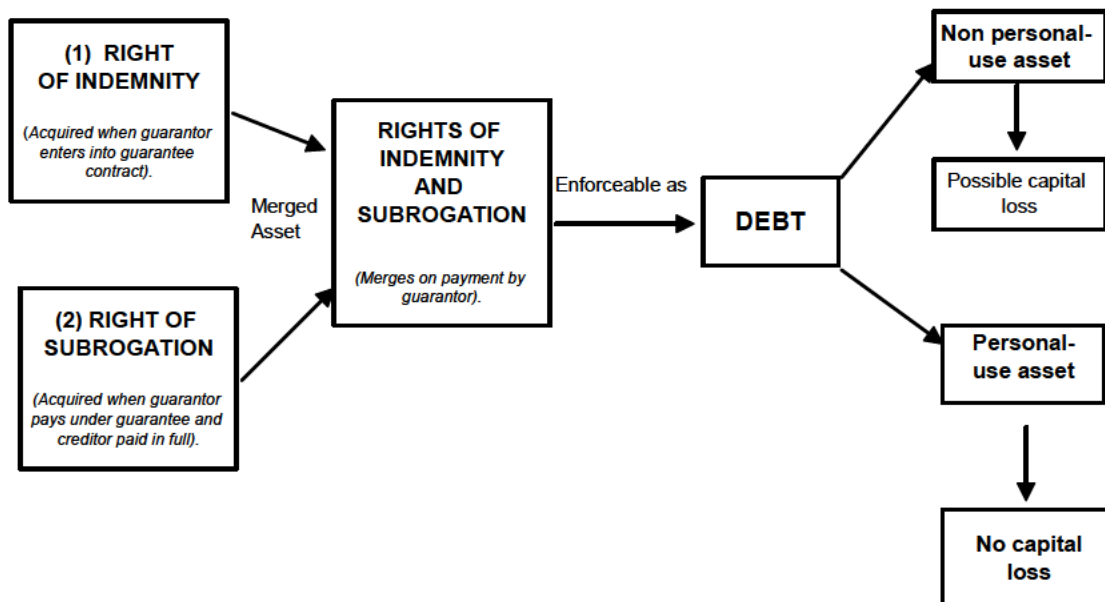 (1) RIGHT
OF INDEMNITY
(Acquired when guarantor
enters into guarantee
contract).
(2) RIGHT OF
SUBROGATION
(Acquired when guarantor
pays under guarantee and
creditor paid in full).
Merged
Asset
RIGHTS OF
INDEMNITY
AND
SUBROGATION
(Merges on payment by
guarantor).
Enforceable as
DEBT
Non personal-
use asset
Possible capital
loss
Personal-
use asset
No capital
loss